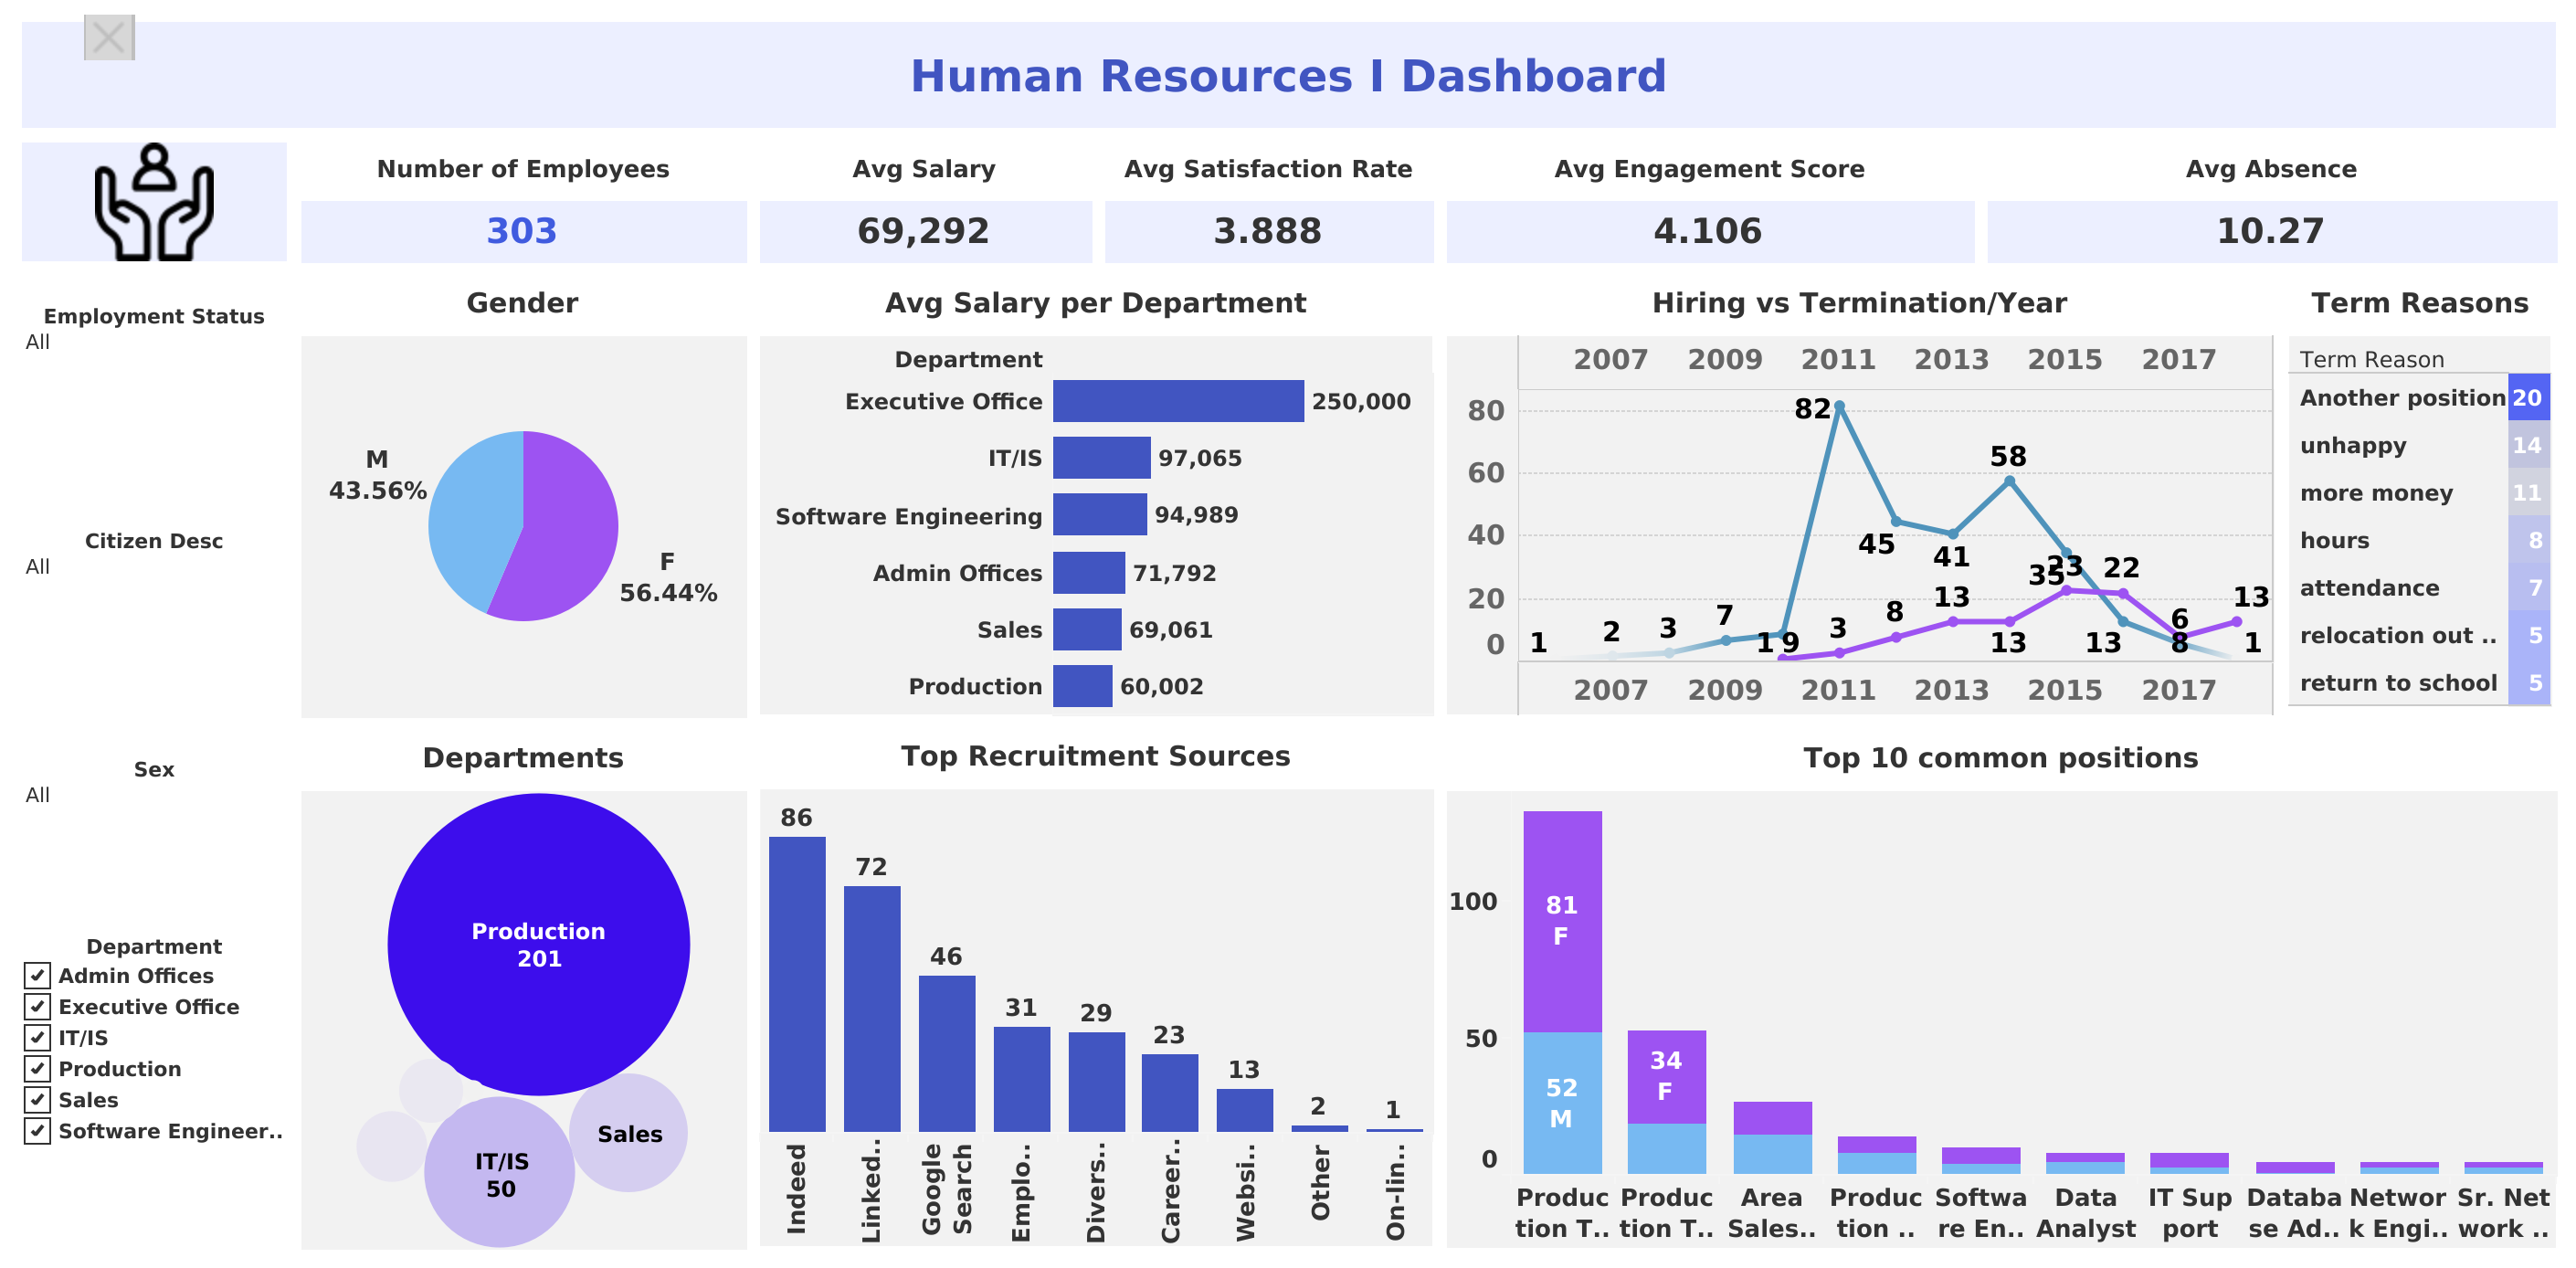 Human Resources I Dashboard
Number of Employees
303
Avg Salary
69,292
Avg Satisfaction Rate
3.888
Avg Engagement Score
4.106
Avg Absence
10.27
Employment Status
All
Citizen Desc
All
Sex
All
Department
Admin Offices
Executive Office
IT/IS
Production
Sales
Software Engineer..
Gender
M
43.56%
F
56.44%
Avg Salary per Department
Department
Executive Office 250,000
IT/IS 97,065
Software Engineering 94,989
Admin Offices 71,792
Sales 69,061
Production 60,002
Hiring vs Termination/Year
2007 2009 2011 2013 2015 2017
80
60
40
20
0
82
58
45
41
35
23
22
13
13
8
6
7
3
2
1
1
9
3
13
13
8
1
2007 2009 2011 2013 2015 2017
Term Reasons
Term Reason
Another position 20
unhappy 14
more money 11
hours 8
attendance 7
relocation out .. 5
return to school 5
Departments
Production
201
IT/IS
50
Sales
Top Recruitment Sources
86
72
46
31
29
23
13
2
1
Indeed
Linked..
Google
Search
Emplo..
Divers..
Career..
Websi..
Other
On-lin..
Top 10 common positions
100
50
0
81
F
52
M
34
F
Produc
tion T..
Produc
tion T..
Area
Sales..
Produc
tion ..
Softwa
re En..
Data
Analyst
IT Sup
port
Databa
se Ad..
Networ
k Engi..
Sr. Net
work ..